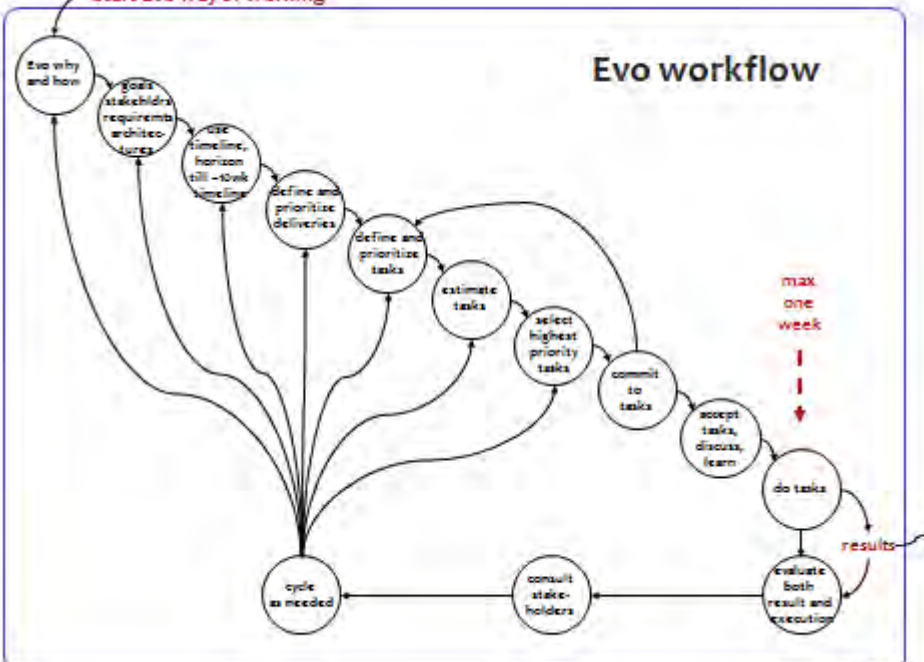 Evo workflow
Evo why
and how
goals
stakehldrs
requiremts
architec-
tures
use
timeline,
horizon
till ~10wk
timeline
define and
prioritize
deliveries
define and
prioritize
tasks
estimate
tasks
select
highest
priority
tasks
commit
to
tasks
accept
tasks,
discuss,
learn
max
one
week
do tasks
results
evaluate
both
result and
execution
consult
stake-
holders
cycle
as needed